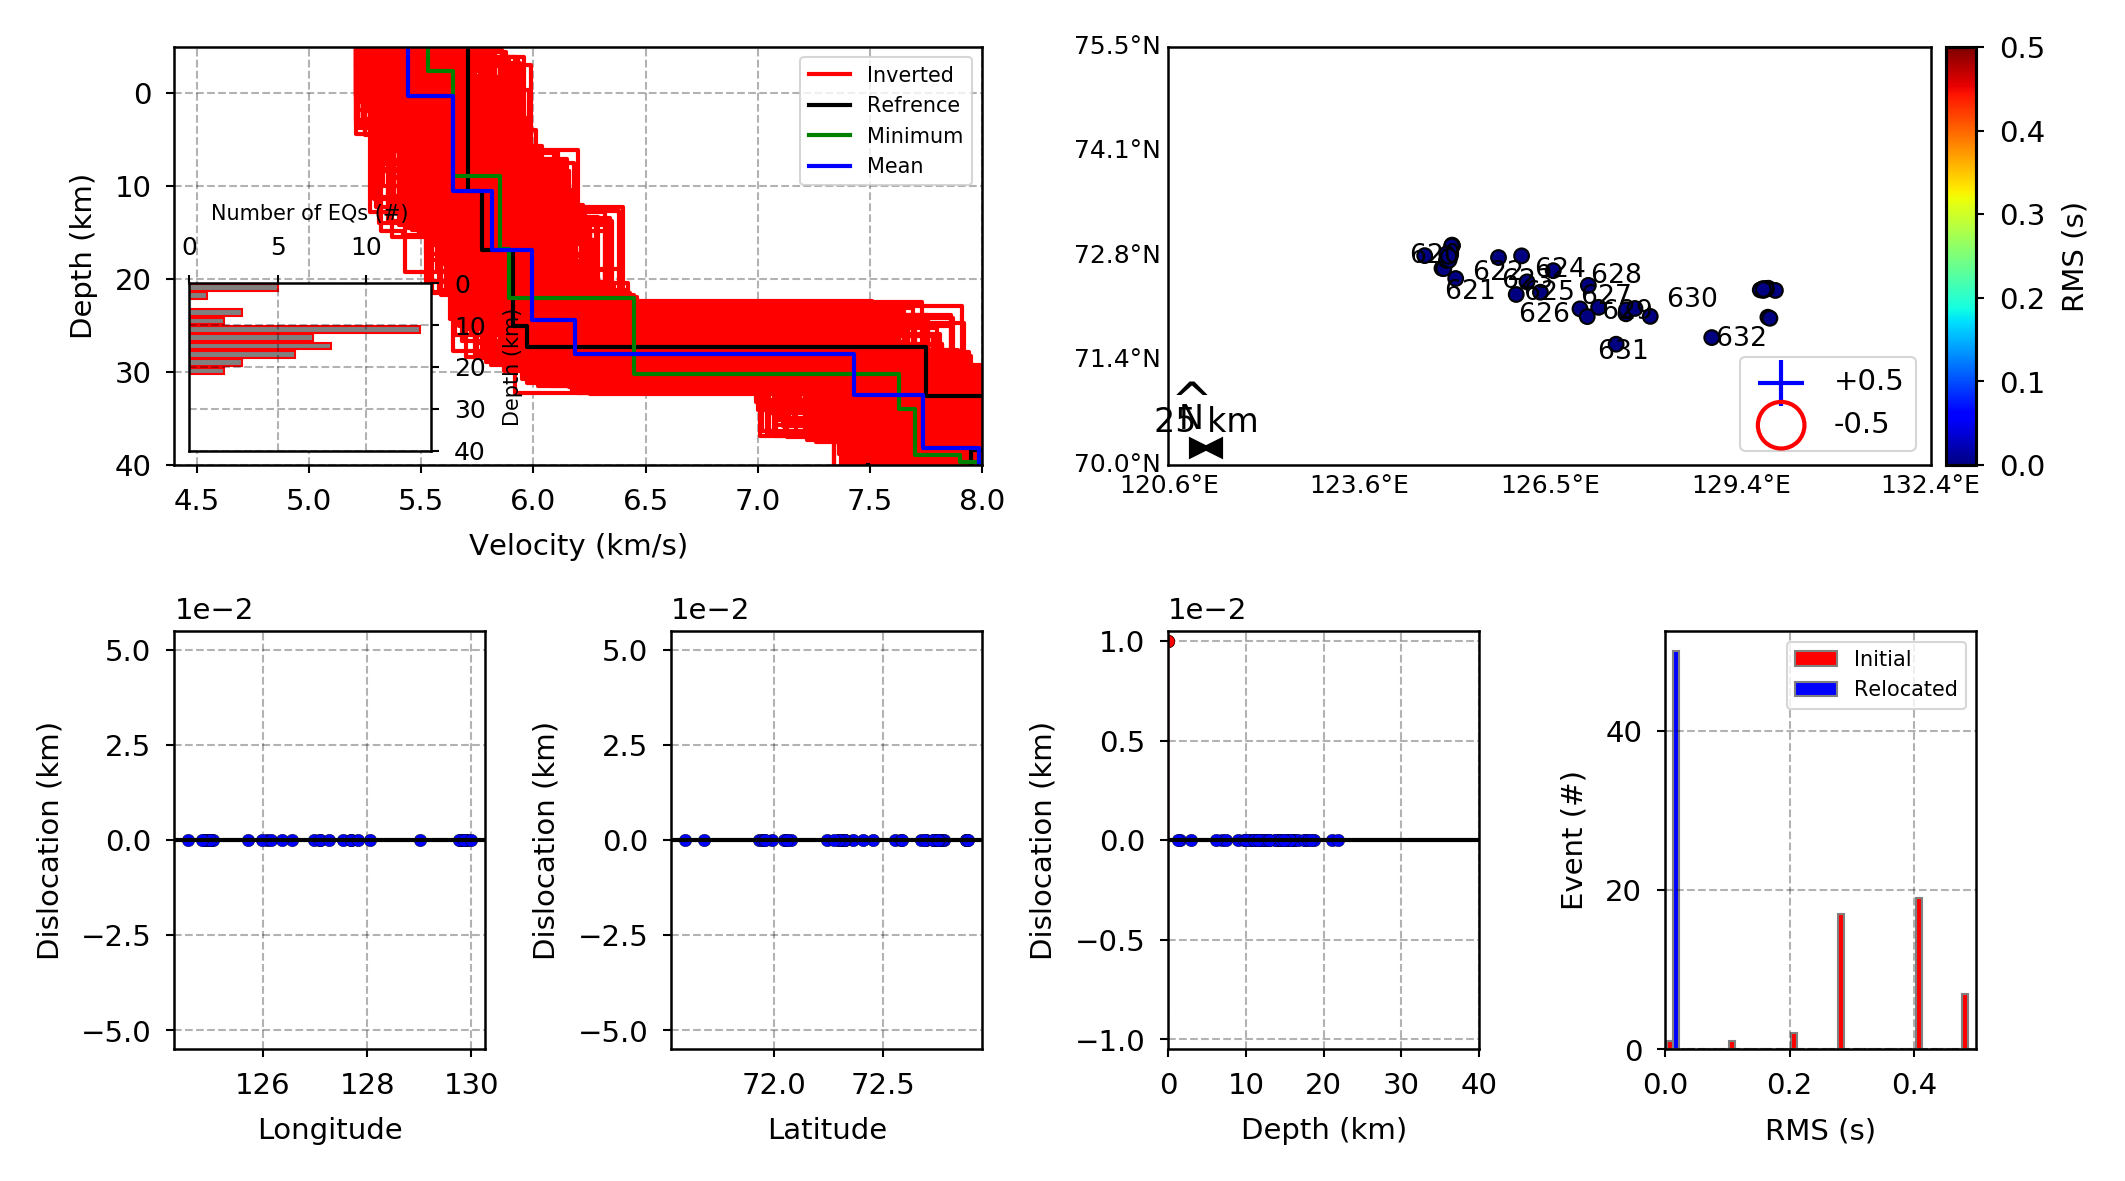 0
10
20
30
40
Depth (km)
4.5
5.0
5.5
6.0
6.5
7.0
7.5
8.0
Velocity (km/s)
Inverted
Refrence
Minimum
Mean
Number of EQs (#)
0
5
10
0
10
20
30
40
Depth (km)
75.5°N
74.1°N
72.8°N
71.4°N
70.0°N
120.6°E
123.6°E
126.5°E
129.4°E
132.4°E
621
622
624
625
626
627
628
630
631
632
N
25 km
+0.5
-0.5
0.5
0.4
0.3
0.2
0.1
0.0
RMS (s)
1e−2
5.0
2.5
0.0
−2.5
−5.0
Dislocation (km)
126
128
130
Longitude
1e−2
5.0
2.5
0.0
−2.5
−5.0
Dislocation (km)
72.0
72.5
Latitude
1e−2
1.0
0.5
0.0
−0.5
−1.0
Dislocation (km)
0
10
20
30
40
Depth (km)
Initial
Relocated
40
20
0
Event (#)
0.0
0.2
0.4
RMS (s)